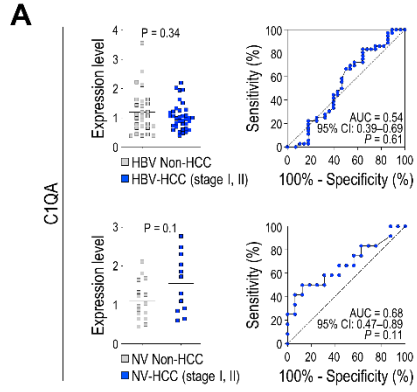 A
C1QA
Expression level
4
3
2
1
0
P = 0.34
HBV Non-HCC
HBV-HCC (stage I, II)
Sensitivity (%)
100
80
60
40
20
0
AUC = 0.54
95% CI: 0.39–0.69
P = 0.61
0 20 40 60 80 100
100% - Specificity (%)
Expression level
3
2
1
0
P = 0.1
NV Non-HCC
NV-HCC (stage I, II)
Sensitivity (%)
100
80
60
40
20
0
AUC = 0.68
95% CI: 0.47–0.89
P = 0.11
0 20 40 60 80 100
100% - Specificity (%)